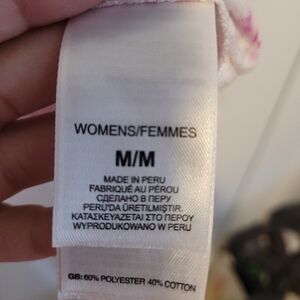 WOMENS/FEMMES
M/M
MADE IN PERU
FABRIQUÉ AU PÉROU
СДЕЛАНО В ПЕРУ
PERU'DA ÜRETILMISTIR.
ΚΑΤΑΣΚΕΥΑΖΕΤΑΙ ΣΤΟ ΠΕΡΟΥ
WYPRODUKOWANO W PERU
GB: 60% POLYESTER 40% COTTON